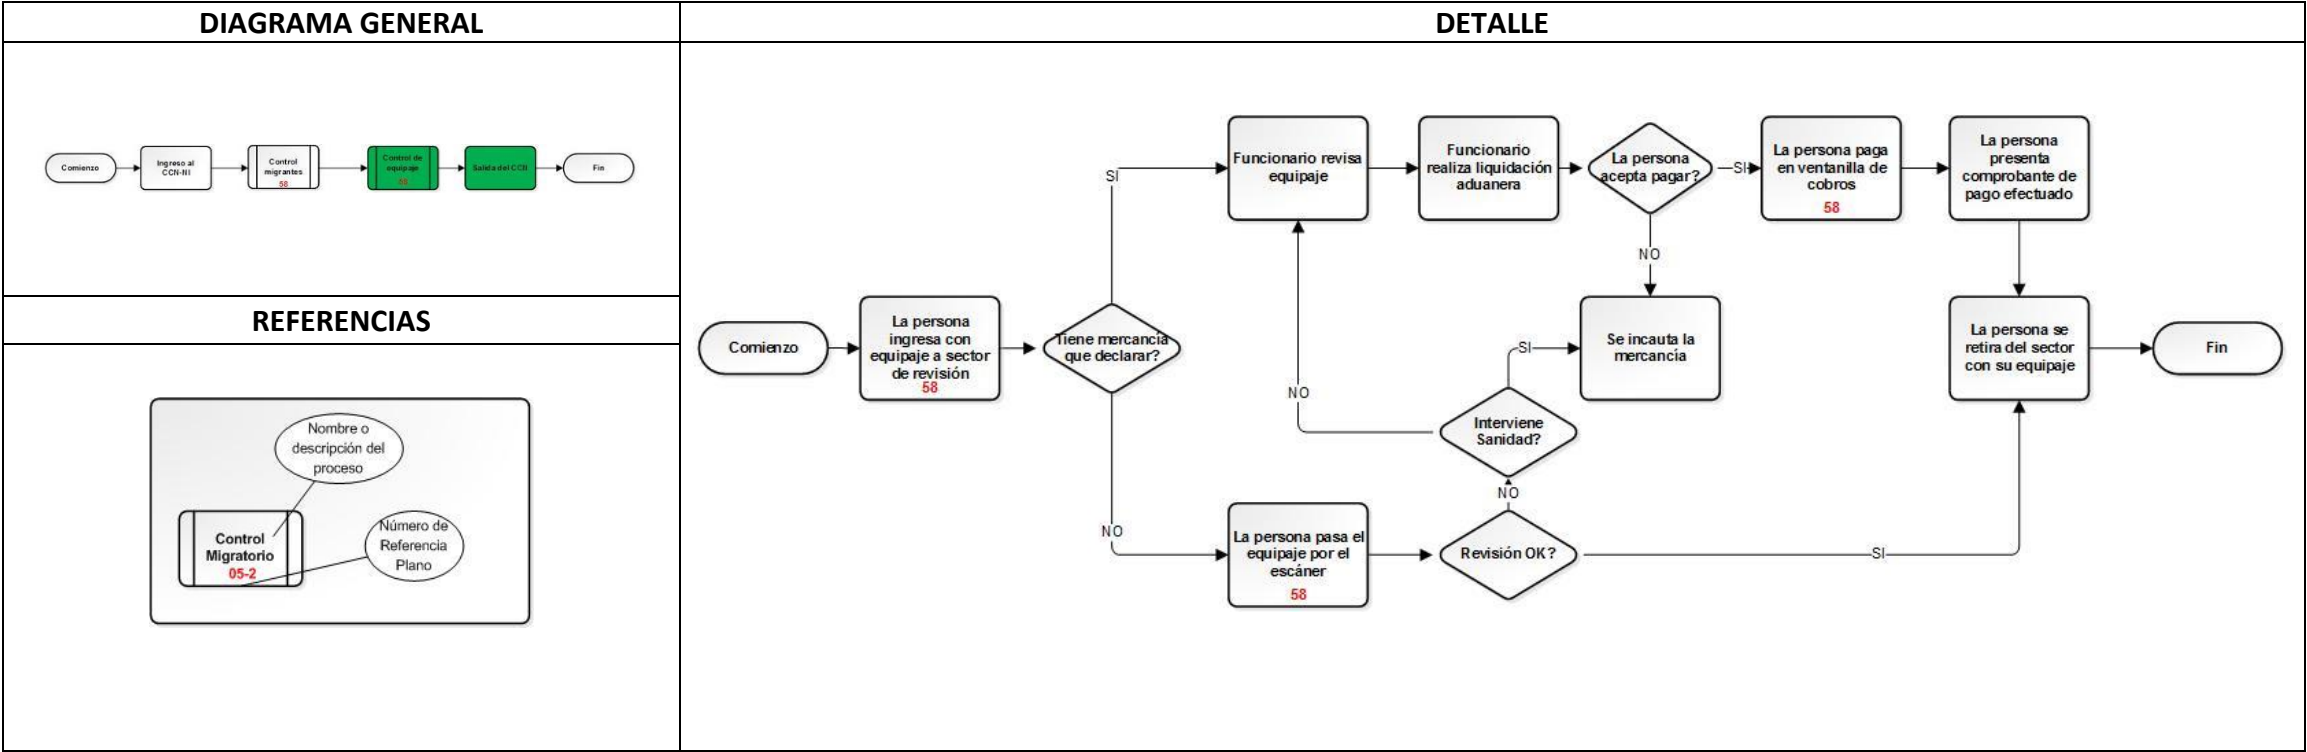 DIAGRAMA GENERAL
Comienzo
Ingreso al
CCN-NI
Control
migrantes
58
Control de
equipaje
58
Salida del CCN
Fin
REFERENCIAS
Nombre o
descripción del
proceso
Control
Migratorio
05-2
Número de
Referencia
Plano
DETALLE
Comienzo
La persona
ingresa con
equipaje a sector
de revisión
58
Tiene mercancía
que declarar?
SI
Funcionario revisa
equipaje
Funcionario
realiza liquidación
aduanera
La persona
acepta pagar?
SI
La persona paga
en ventanilla de
cobros
58
La persona
presenta
comprobante de
pago efectuado
NO
Se incauta la
mercancía
La persona se
retira del sector
con su equipaje
Fin
SI
NO
Interviene
Sanidad?
NO
NO
La persona pasa el
equipaje por el
escáner
58
Revisión OK?
SI